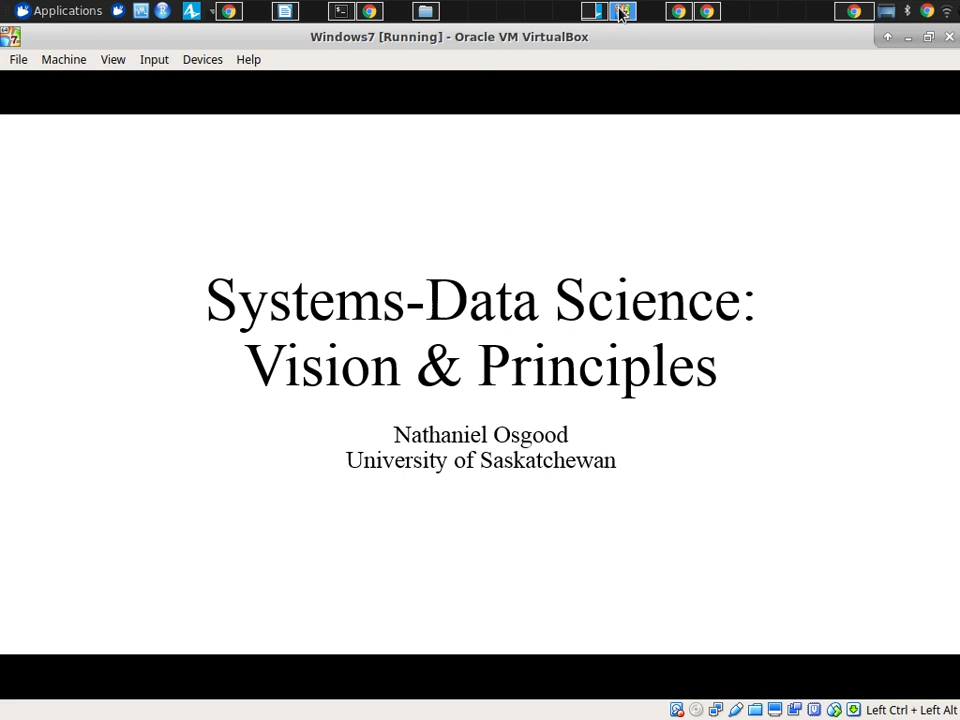 Applications
Windows7 [Running] - Oracle VM VirtualBox
File Machine View Input Devices Help
Systems-Data Science:
Vision & Principles
Nathaniel Osgood
University of Saskatchewan
Left Ctrl + Left Alt